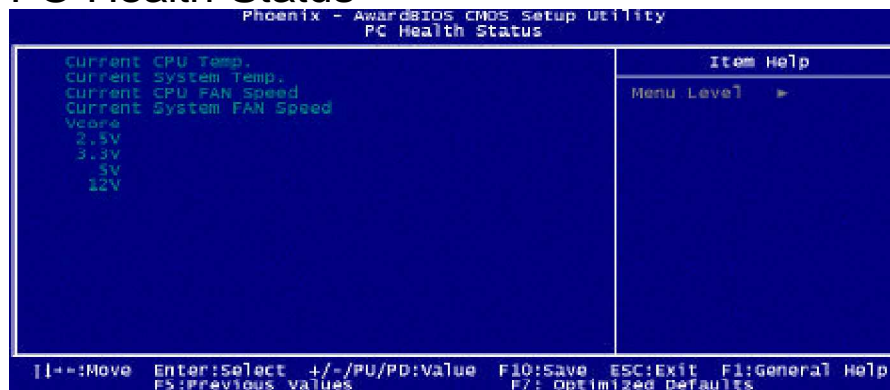 PC Health Status
Phoenix - AwardBIOS CMOS Setup Utility
PC Health Status
Current CPU Temp.
Current System Temp.
Current CPU FAN Speed
Current System FAN Speed
Vcore
2.5V
3.3V
5V
12V
Item Help
Menu Level ►
↑↓←→:Move Enter:Select +/-/PU/PD:Value F10:Save ESC:Exit F1:General Help
F5:Previous Values F7: Optimized Defaults